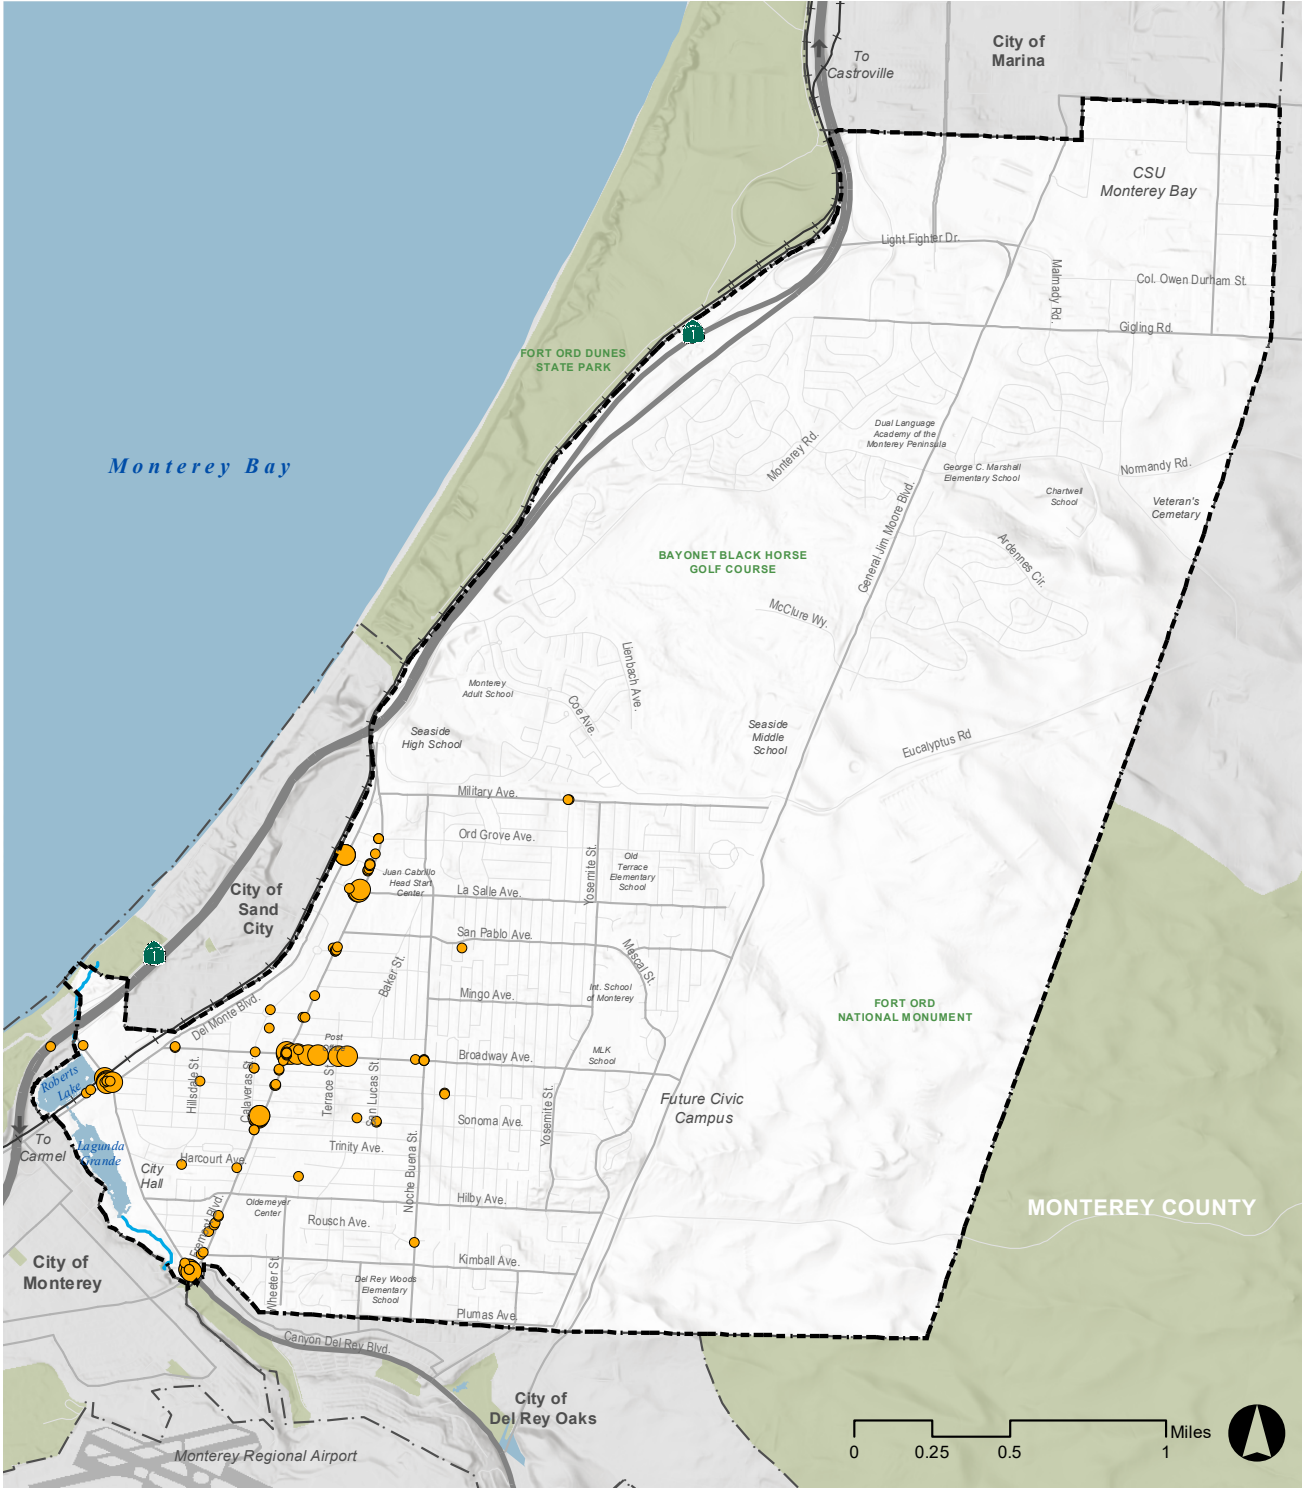 City of
Marina
To
Castroville
CSU
Monterey Bay
Light Fighter Dr.
Malmady Rd.
Col. Owen Durham St.
Gigling Rd.
1
FORT ORD DUNES
STATE PARK
Monterey Bay
Dual Language
Academy of the
Monterey Peninsula
Monterey Rd.
George C. Marshall
Elementary School
Normandy Rd.
Chartwell
School
Veteran's
Cemetary
General Jim Moore Blvd.
Ardennes Cir.
BAYONET BLACK HORSE
GOLF COURSE
McClure Wy.
Lienbach Ave.
Monterey
Adult School
Coe Ave.
Seaside
High School
Seaside
Middle
School
Eucalyptus Rd
Military Ave.
Ord Grove Ave.
Yosemite St.
Old
Terrace
Elementary
School
Juan Cabrillo
Head Start
Center
La Salle Ave.
City of
Sand
City
San Pablo Ave.
Mescal St.
1
Baker St.
Mingo Ave.
Int. School
of Monterey
FORT ORD
NATIONAL MONUMENT
Del Monte Blvd.
Post
Broadway Ave.
MLK
School
Roberts
Lake
Hillsdale St.
Calaveras St.
Terrace St.
San Lucas St.
Yosemite St.
Future Civic
Campus
Sonoma Ave.
To
Carmel
Lagunda
Grande
City
Hall
Harcourt Ave.
Trinity Ave.
Noche Buena St.
Hilby Ave.
Oldemeyer
Center
Fremont Blvd.
Rousch Ave.
MONTEREY COUNTY
City of
Monterey
Kimball Ave.
Wheeler St.
Del Rey Woods
Elementary
School
Plumas Ave.
Canyon Del Rey Blvd.
City of
Del Rey Oaks
Monterey Regional Airport
Miles
0 0.25 0.5 1